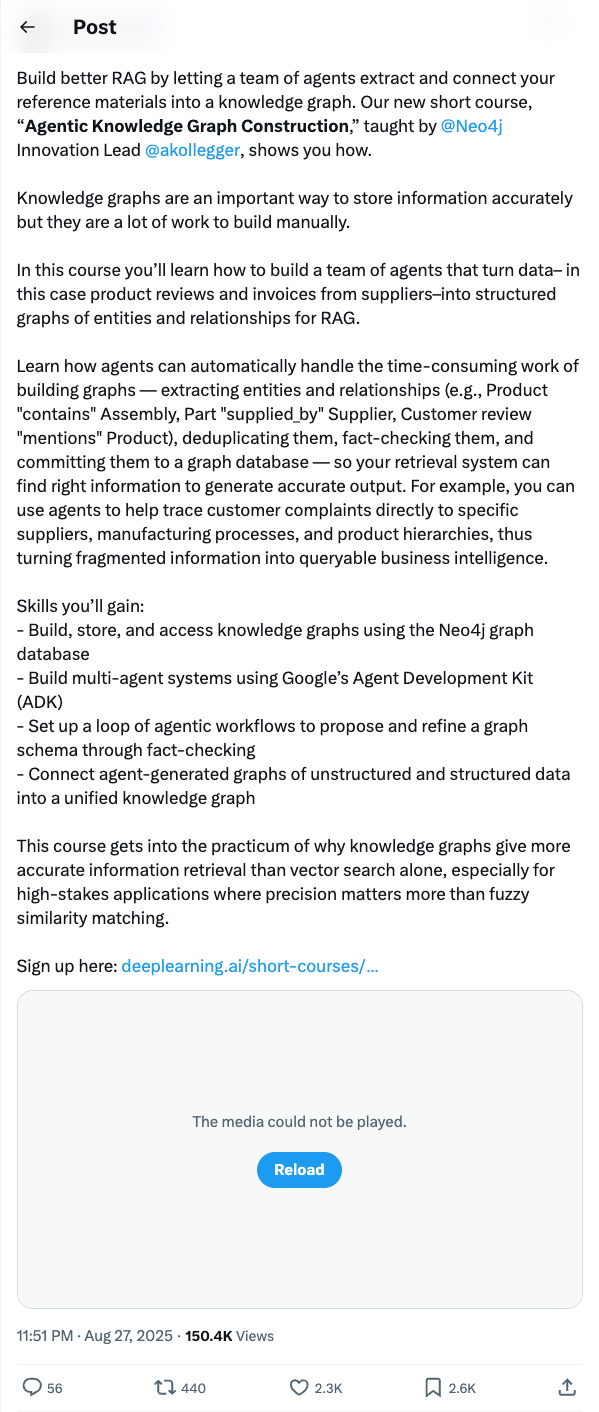 Post
Build better RAG by letting a team of agents extract and connect your
reference materials into a knowledge graph. Our new short course,
“Agentic Knowledge Graph Construction,” taught by @Neo4j
Innovation Lead @akollegger, shows you how.
Knowledge graphs are an important way to store information accurately
but they are a lot of work to build manually.
In this course you’ll learn how to build a team of agents that turn data– in
this case product reviews and invoices from suppliers–into structured
graphs of entities and relationships for RAG.
Learn how agents can automatically handle the time-consuming work of
building graphs — extracting entities and relationships (e.g., Product
"contains" Assembly, Part "supplied_by" Supplier, Customer review
"mentions" Product), deduplicating them, fact-checking them, and
committing them to a graph database — so your retrieval system can
find right information to generate accurate output. For example, you can
use agents to help trace customer complaints directly to specific
suppliers, manufacturing processes, and product hierarchies, thus
turning fragmented information into queryable business intelligence.
Skills you’ll gain:
- Build, store, and access knowledge graphs using the Neo4j graph
database
- Build multi-agent systems using Google’s Agent Development Kit
(ADK)
- Set up a loop of agentic workflows to propose and refine a graph
schema through fact-checking
- Connect agent-generated graphs of unstructured and structured data
into a unified knowledge graph
This course gets into the practicum of why knowledge graphs give more
accurate information retrieval than vector search alone, especially for
high-stakes applications where precision matters more than fuzzy
similarity matching.
Sign up here: deeplearning.ai/short-courses/…
The media could not be played.
Reload
11:51 PM · Aug 27, 2025 · 150.4K Views
56 440 2.3K 2.6K